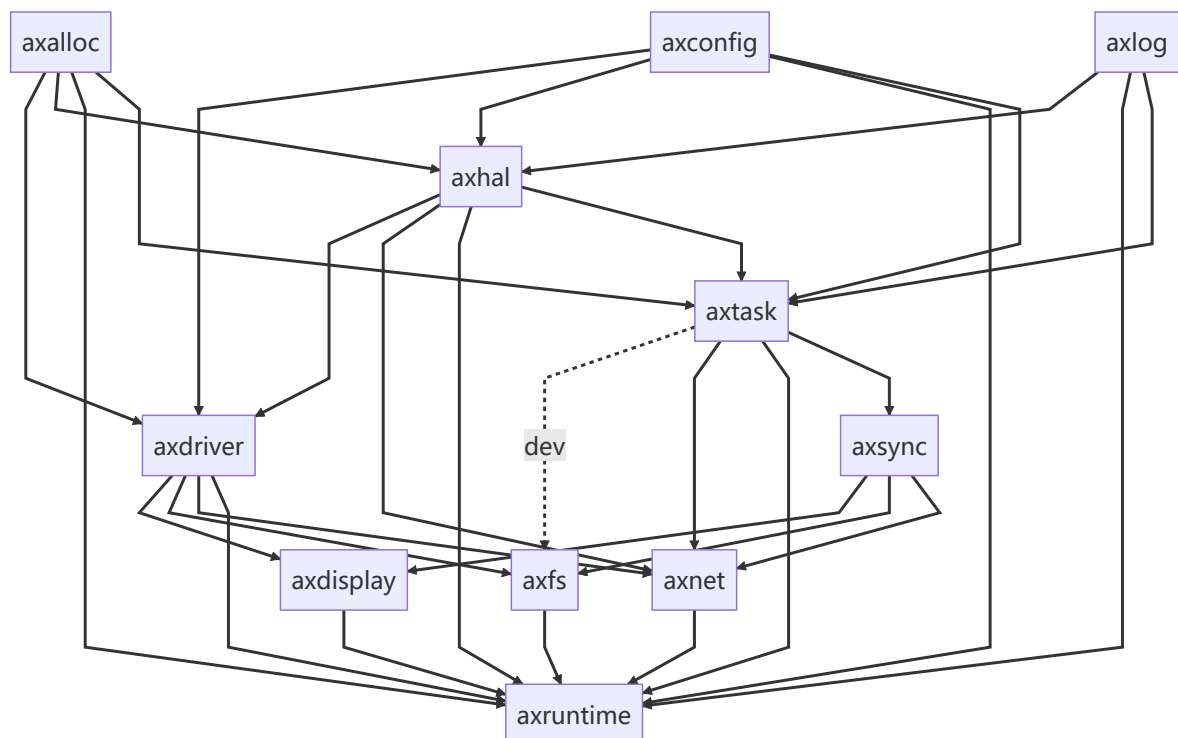 axalloc
axconfig
axlog
axhal
axtask
axdriver
dev
axsync
axdisplay
axfs
axnet
axruntime